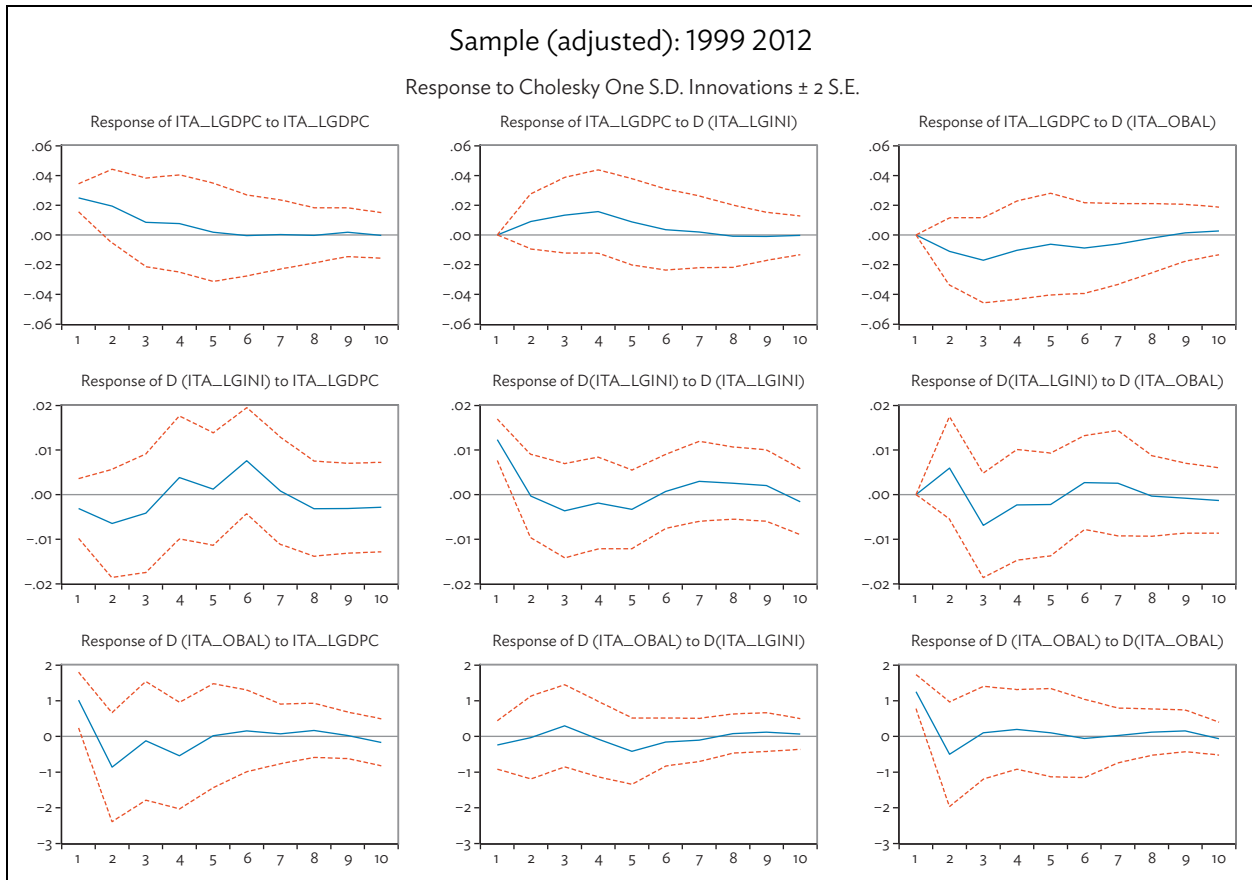 Sample (adjusted): 1999 2012
Response to Cholesky One S.D. Innovations ± 2 S.E.
Response of ITA_LGDPC to ITA_LGDPC
.06
.04
.02
.00
−.02
−.04
−.06
1 2 3 4 5 6 7 8 9 10
Response of ITA_LGDPC to D (ITA_LGINI)
.06
.04
.02
.00
−.02
−.04
−.06
1 2 3 4 5 6 7 8 9 10
Response of ITA_LGDPC to D (ITA_OBAL)
.06
.04
.02
.00
−.02
−.04
−.06
1 2 3 4 5 6 7 8 9 10
Response of D (ITA_LGINI) to ITA_LGDPC
.02
.01
.00
−.01
−.02
1 2 3 4 5 6 7 8 9 10
Response of D(ITA_LGINI) to D (ITA_LGINI)
.02
.01
.00
−.01
−.02
1 2 3 4 5 6 7 8 9 10
Response of D(ITA_LGINI) to D (ITA_OBAL)
.02
.01
.00
−.01
−.02
1 2 3 4 5 6 7 8 9 10
Response of D (ITA_OBAL) to ITA_LGDPC
2
1
0
−1
−2
−3
1 2 3 4 5 6 7 8 9 10
Response of D (ITA_OBAL) to D(ITA_LGINI)
2
1
0
−1
−2
−3
1 2 3 4 5 6 7 8 9 10
Response of D (ITA_OBAL) to D(ITA_OBAL)
2
1
0
−1
−2
−3
1 2 3 4 5 6 7 8 9 10